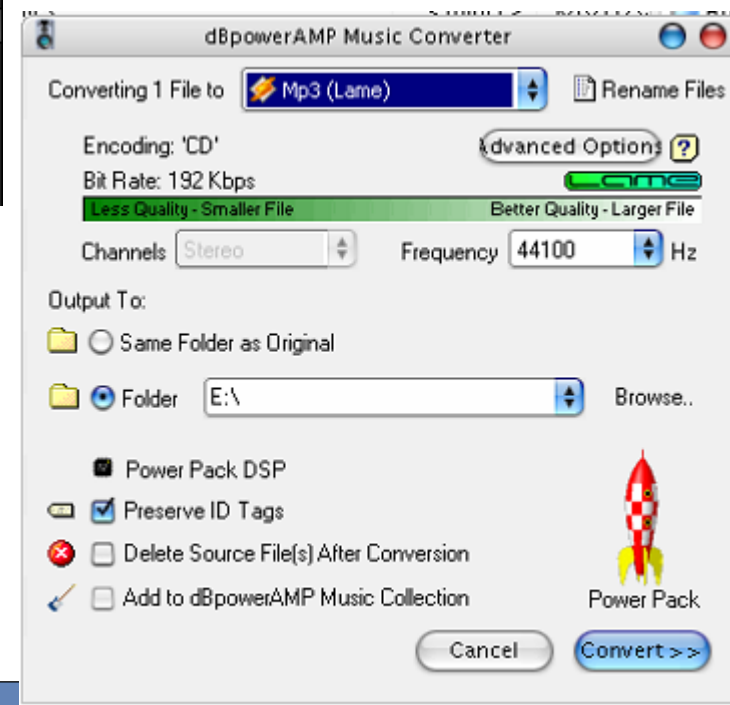 dBpowerAMP Music Converter
Converting 1 File to Mp3 (Lame) Rename Files
Encoding: 'CD' Advanced Options ?
Bit Rate: 192 Kbps Lame
Less Quality - Smaller File Better Quality - Larger File
Channels Stereo Frequency 44100 Hz
Output To:
Same Folder as Original
Folder E:\ Browse..
Power Pack DSP
Preserve ID Tags
Delete Source File(s) After Conversion
Add to dBpowerAMP Music Collection Power Pack
Cancel Convert >>